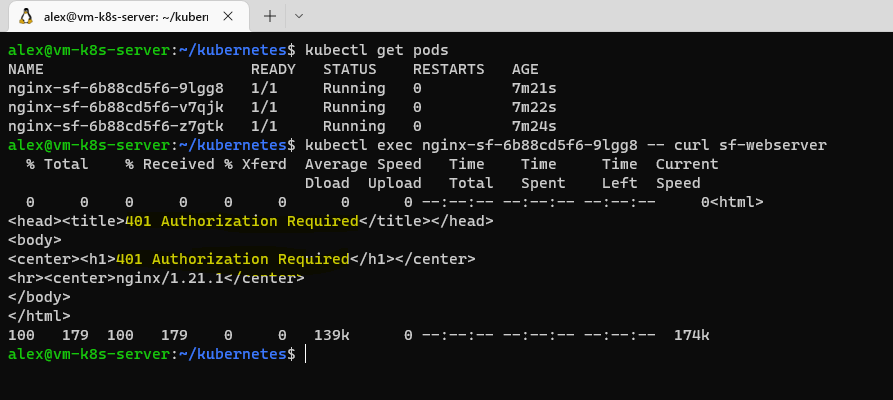 alex@vm-k8s-server: ~/kubern
alex@vm-k8s-server:~/kubernetes$ kubectl get pods
NAME                        READY   STATUS    RESTARTS   AGE
nginx-sf-6b88cd5f6-9lgg8   1/1     Running   0          7m21s
nginx-sf-6b88cd5f6-v7qjk   1/1     Running   0          7m22s
nginx-sf-6b88cd5f6-z7gtk   1/1     Running   0          7m24s
alex@vm-k8s-server:~/kubernetes$ kubectl exec nginx-sf-6b88cd5f6-9lgg8 -- curl sf-webserver
  % Total    % Received % Xferd  Average Speed   Time    Time     Time  Current
                                 Dload  Upload   Total   Spent    Left  Speed
  0     0    0     0    0     0      0      0 --:--:-- --:--:-- --:--:--     0<html>
<head><title>401 Authorization Required</title></head>
<body>
<center><h1>401 Authorization Required</h1></center>
<hr><center>nginx/1.21.1</center>
</body>
</html>
100   179  100   179    0     0   139k      0 --:--:-- --:--:-- --:--:--  174k
alex@vm-k8s-server:~/kubernetes$